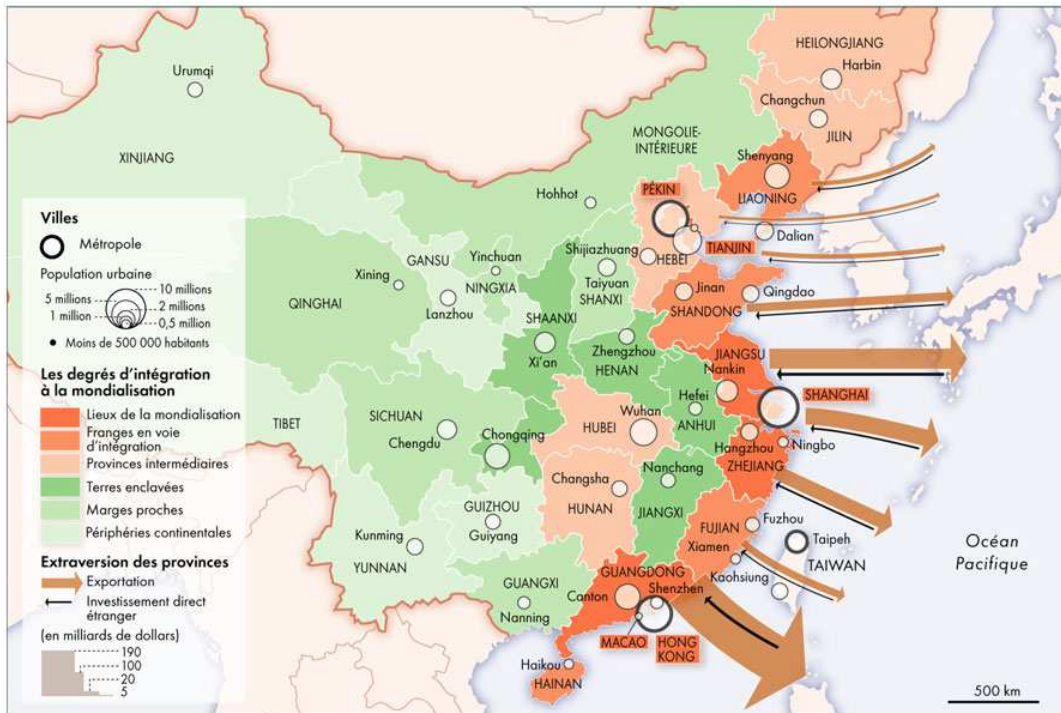 HEILONGJIANG
Harbin
Urumqi
Changchun
JILIN
MONGOLIE-
INTÉRIEURE
XINJIANG
Shenyang
LIAONING
PÉKIN
Hohhot
Villes
Métropole
Population urbaine
10 millions
5 millions
2 millions
1 million
0,5 million
Moins de 500 000 habitants
Les degrés d'intégration
à la mondialisation
Lieux de la mondialisation
Franges en voie
d'intégration
Provinces intermédiaires
Terres enclavées
Marges proches
Périphéries continentales
Extraversion des provinces
Exportation
Investissement direct
étranger
(en milliards de dollars)
190
100
20
5
TIANJIN
Dalian
Shijiazhuang
HEBEI
GANSU
Yinchuan
Xining
NINGXIA
Taiyuan
SHANXI
Jinan
Qingdao
SHANDONG
QINGHAI
Lanzhou
SHAANXI
Xi'an
Zhengzhou
HENAN
JIANGSU
Nankin
SHANGHAI
Hefei
ANHUI
TIBET
SICHUAN
Chengdu
Chongqing
Wuhan
HUBEI
Hangzhou
Ningbo
ZHEJIANG
Changsha
HUNAN
Nanchang
JIANGXI
GUIZHOU
Guiyang
Kunming
YUNNAN
FUJIAN
Fuzhou
Xiamen
Taipeh
TAIWAN
Kaohsiung
Océan
Pacifique
GUANGXI
Nanning
GUANGDONG
Canton
Shenzhen
MACAO
HONG
KONG
Haikou
HAINAN
500 km